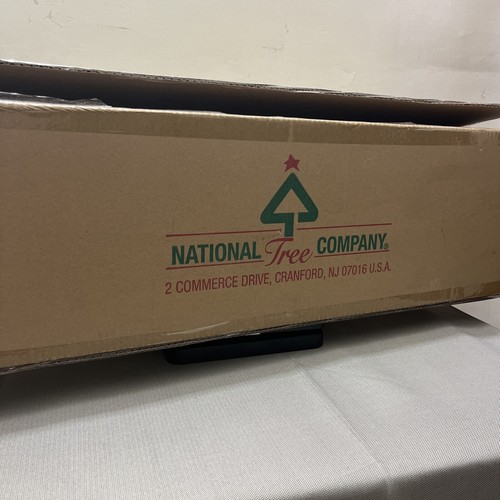 NATIONAL Tree COMPANY®
2 COMMERCE DRIVE, CRANFORD, NJ 07016 U.S.A.